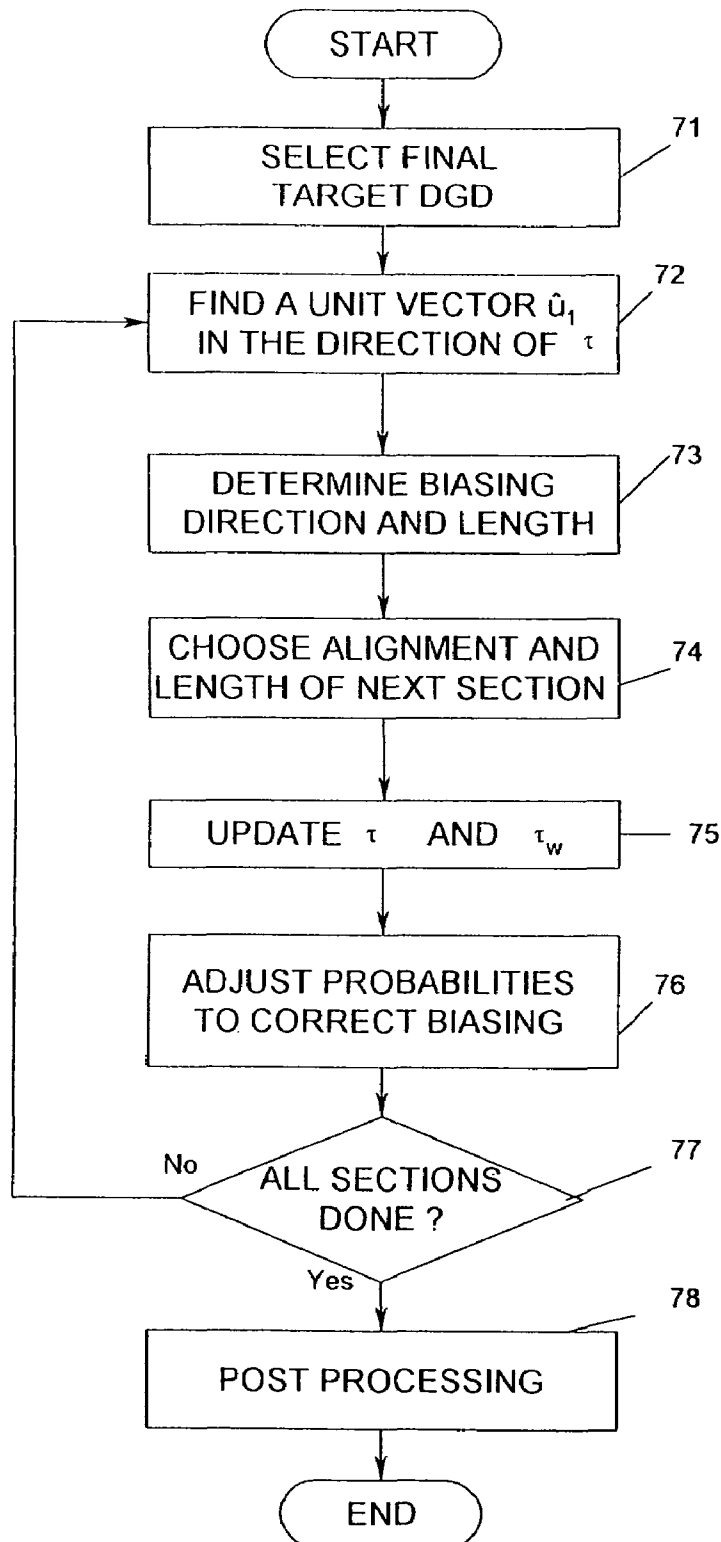 START
71
SELECT FINAL
TARGET DGD
72
FIND A UNIT VECTOR û₁
IN THE DIRECTION OF τ
73
DETERMINE BIASING
DIRECTION AND LENGTH
CHOOSE ALIGNMENT AND
LENGTH OF NEXT SECTION
74
UPDATE τ AND τ_w
75
ADJUST PROBABILITIES
TO CORRECT BIASING
76
No
ALL SECTIONS
DONE ?
77
Yes
78
POST PROCESSING
END